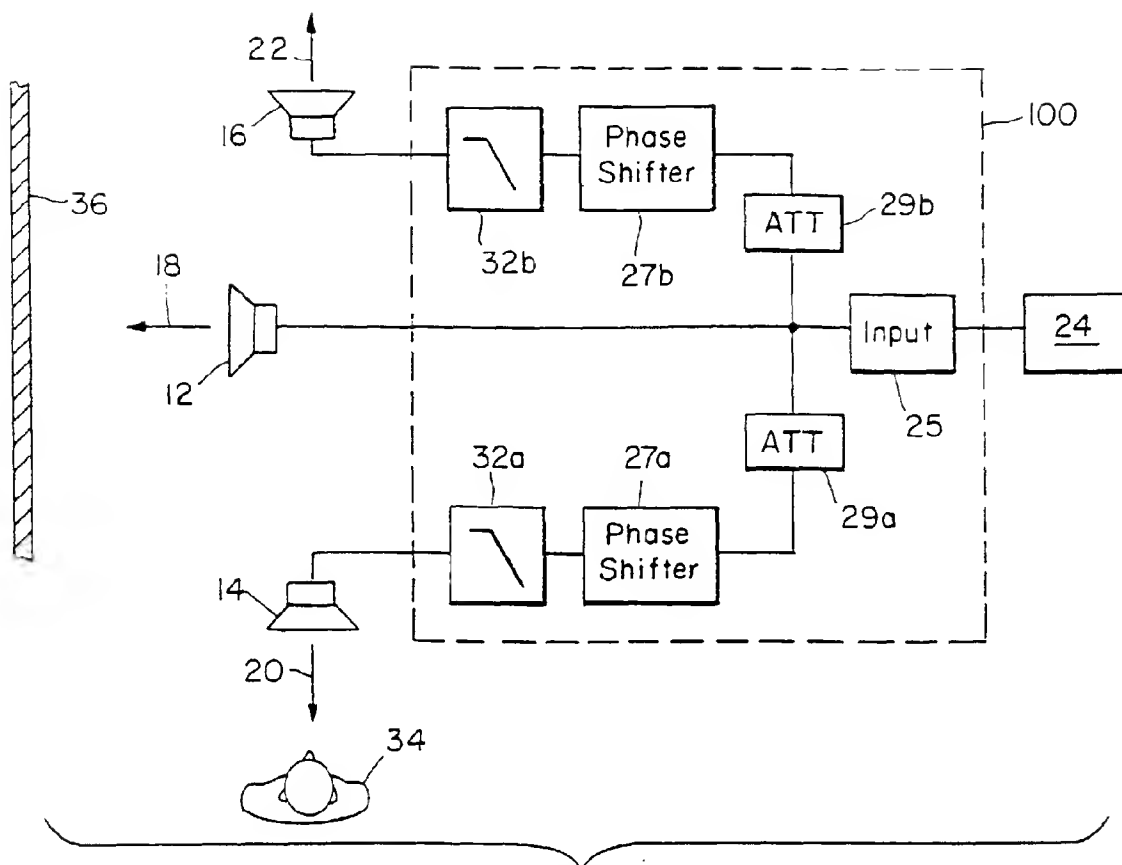 22
16
Phase
Shifter
100
36
ATT
29b
32b
27b
18
12
Input
24
25
ATT
32a
27a
29a
Phase
Shifter
14
20
34